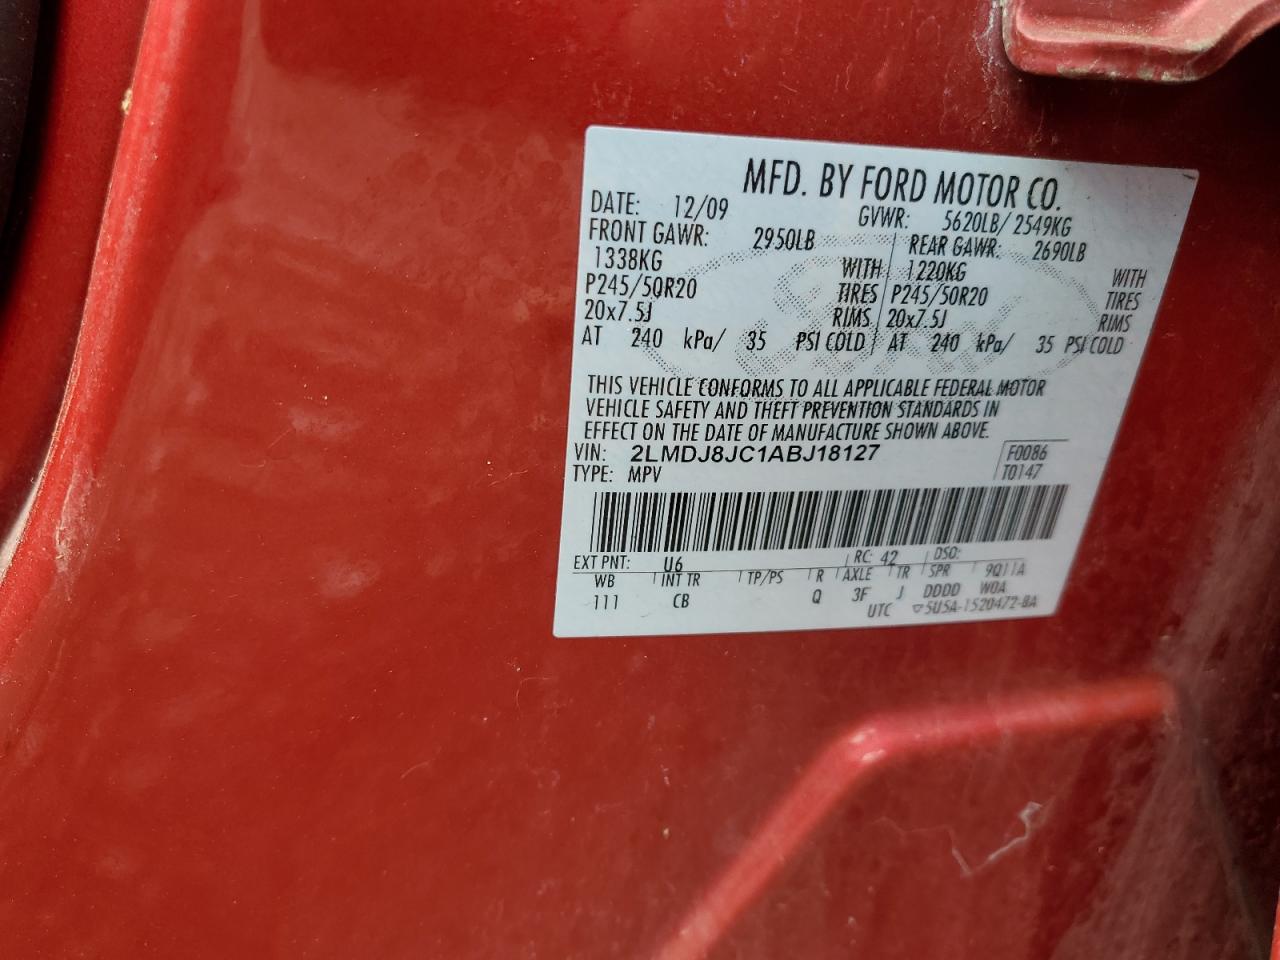 MFD. BY FORD MOTOR CO.
DATE: 12/09 GVWR: 5620LB/ 2549KG
FRONT GAWR: 2950LB REAR GAWR: 2690LB
1338KG WITH 1220KG WITH
P245/50R20 TIRES P245/50R20 TIRES
20x7.5J RIMS 20x7.5J RIMS
AT 240 kPa/ 35 PSI COLD AT 240 kPa/ 35 PSI COLD
THIS VEHICLE CONFORMS TO ALL APPLICABLE FEDERAL MOTOR
VEHICLE SAFETY AND THEFT PREVENTION STANDARDS IN
EFFECT ON THE DATE OF MANUFACTURE SHOWN ABOVE.
VIN: 2LMDJ8JC1ABJ18127 F0086
TYPE: MPV T0147
EXT PNT: U6 RC: 42 DSO:
WB INT TR TP/PS R AXLE TR SPR 9Q11A
111 CB Q 3F J DDDD W0A
UTC ▽5U5A-1520472-BA